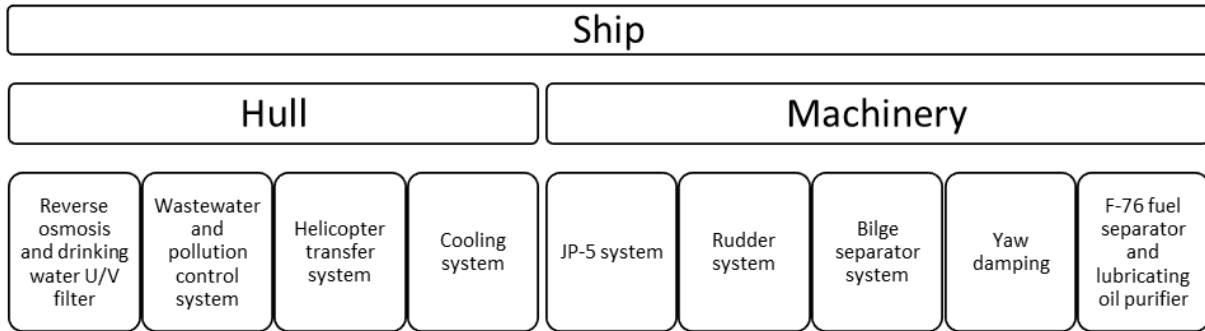 Ship
Hull
Machinery
Reverse
osmosis
and drinking
water U/V
filter
Wastewater
and
pollution
control
system
Helicopter
transfer
system
Cooling
system
JP-5 system
Rudder
system
Bilge
separator
system
Yaw
damping
F-76 fuel
separator
and
lubricating
oil purifier